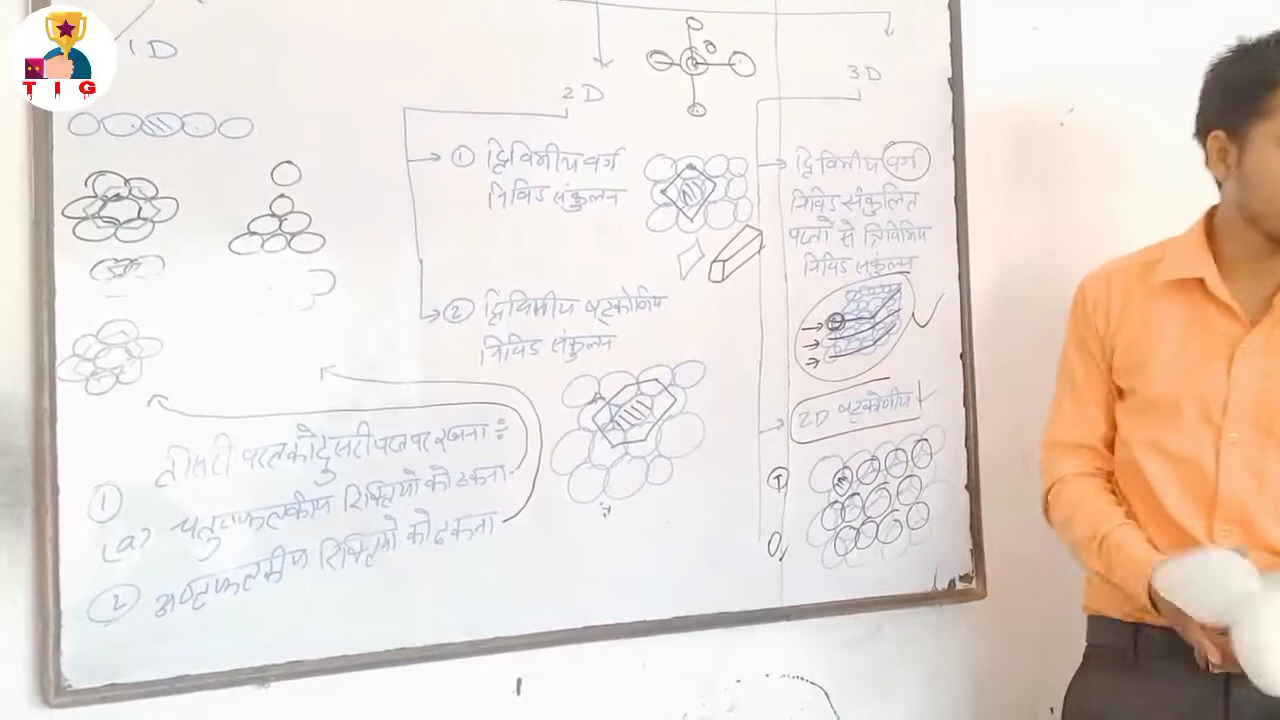 T I G
1D
2D
3D
① द्विविमीय वर्ग
निविड संकुलन
② द्विविमीय षट्कोणीय
निविड संकुलन
द्विविमीय वर्ग
निविड संकुलित
परतों से त्रिविमीय
निविड संकुलन
2D षट्कोणीय
T
O
① तीसरी परत को दुसरी परत पर रखना :
(a) चतुष्फलकीय रिक्तियों को ढकना
② अष्टफलकीय रिक्तियों को ढकना